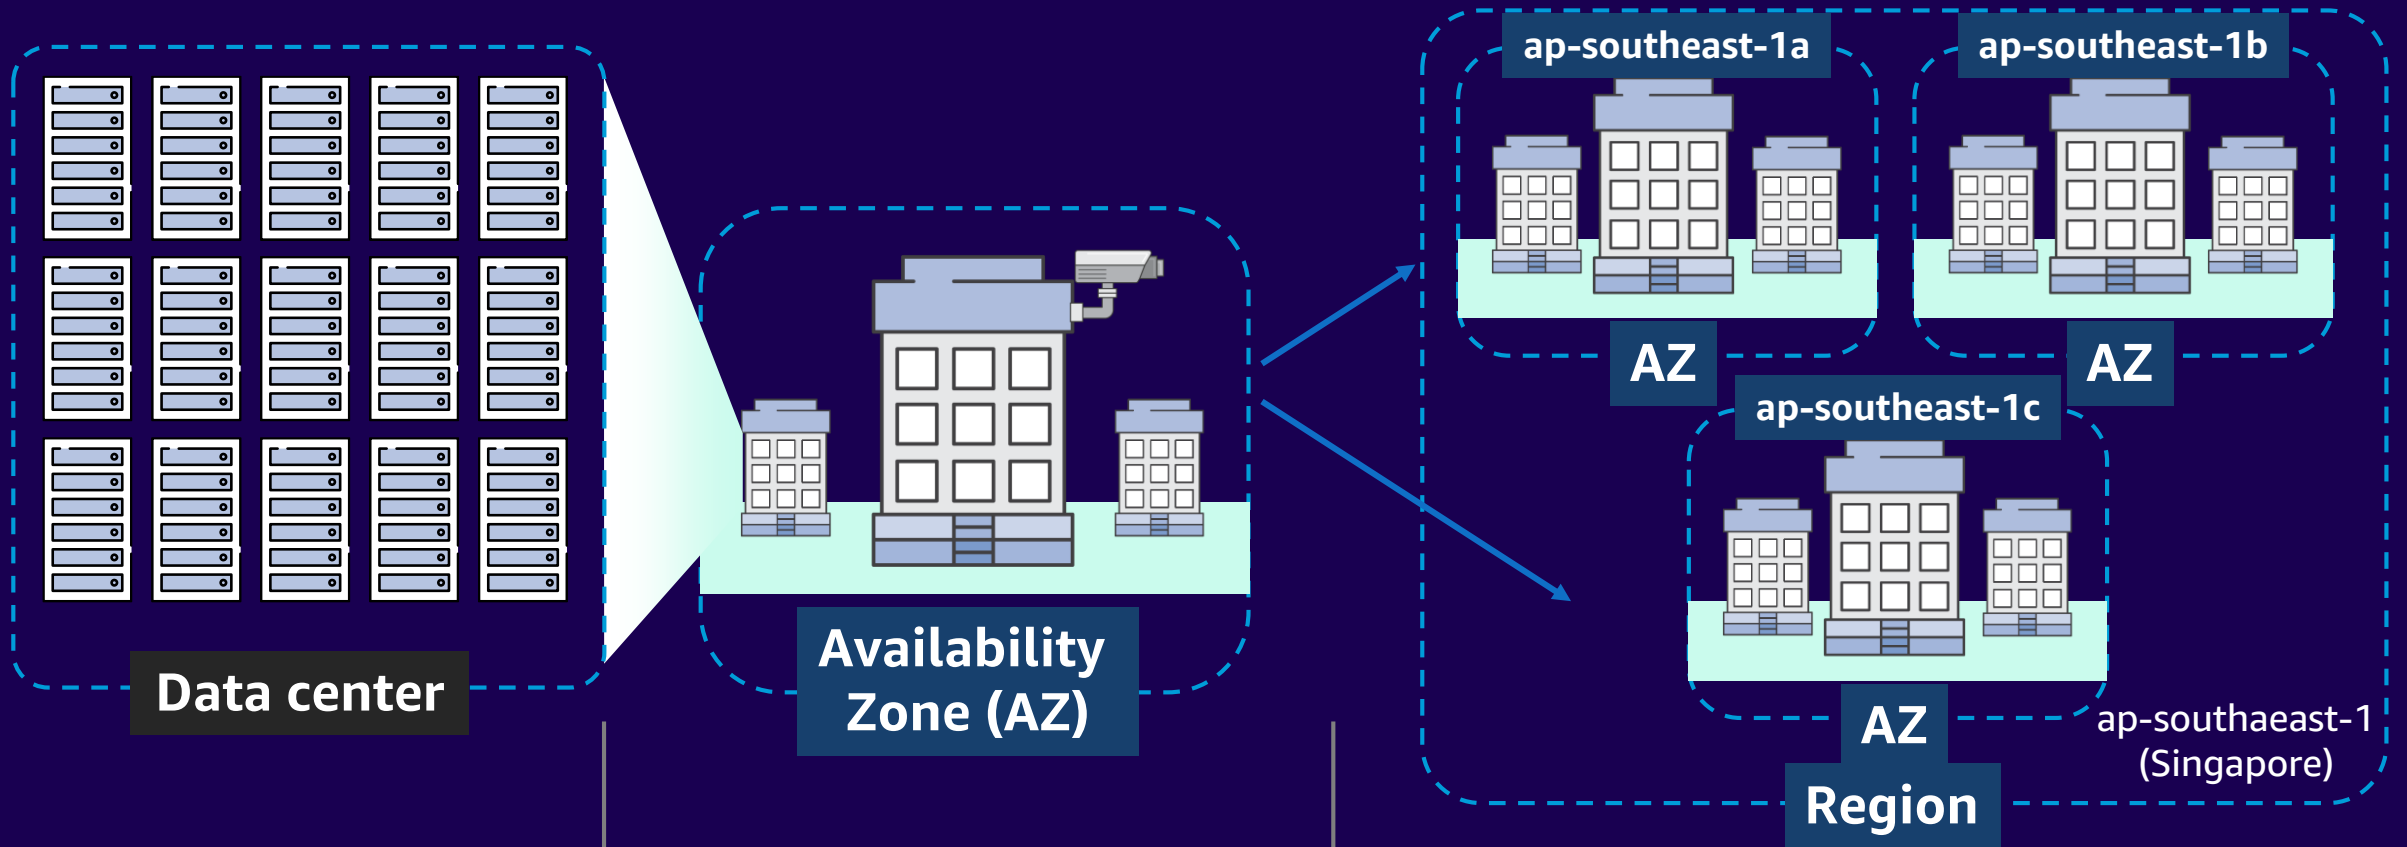 Data center
Availability
Zone (AZ)
ap-southeast-1a
AZ
ap-southeast-1b
AZ
ap-southeast-1c
AZ
ap-southaeast-1
(Singapore)
Region